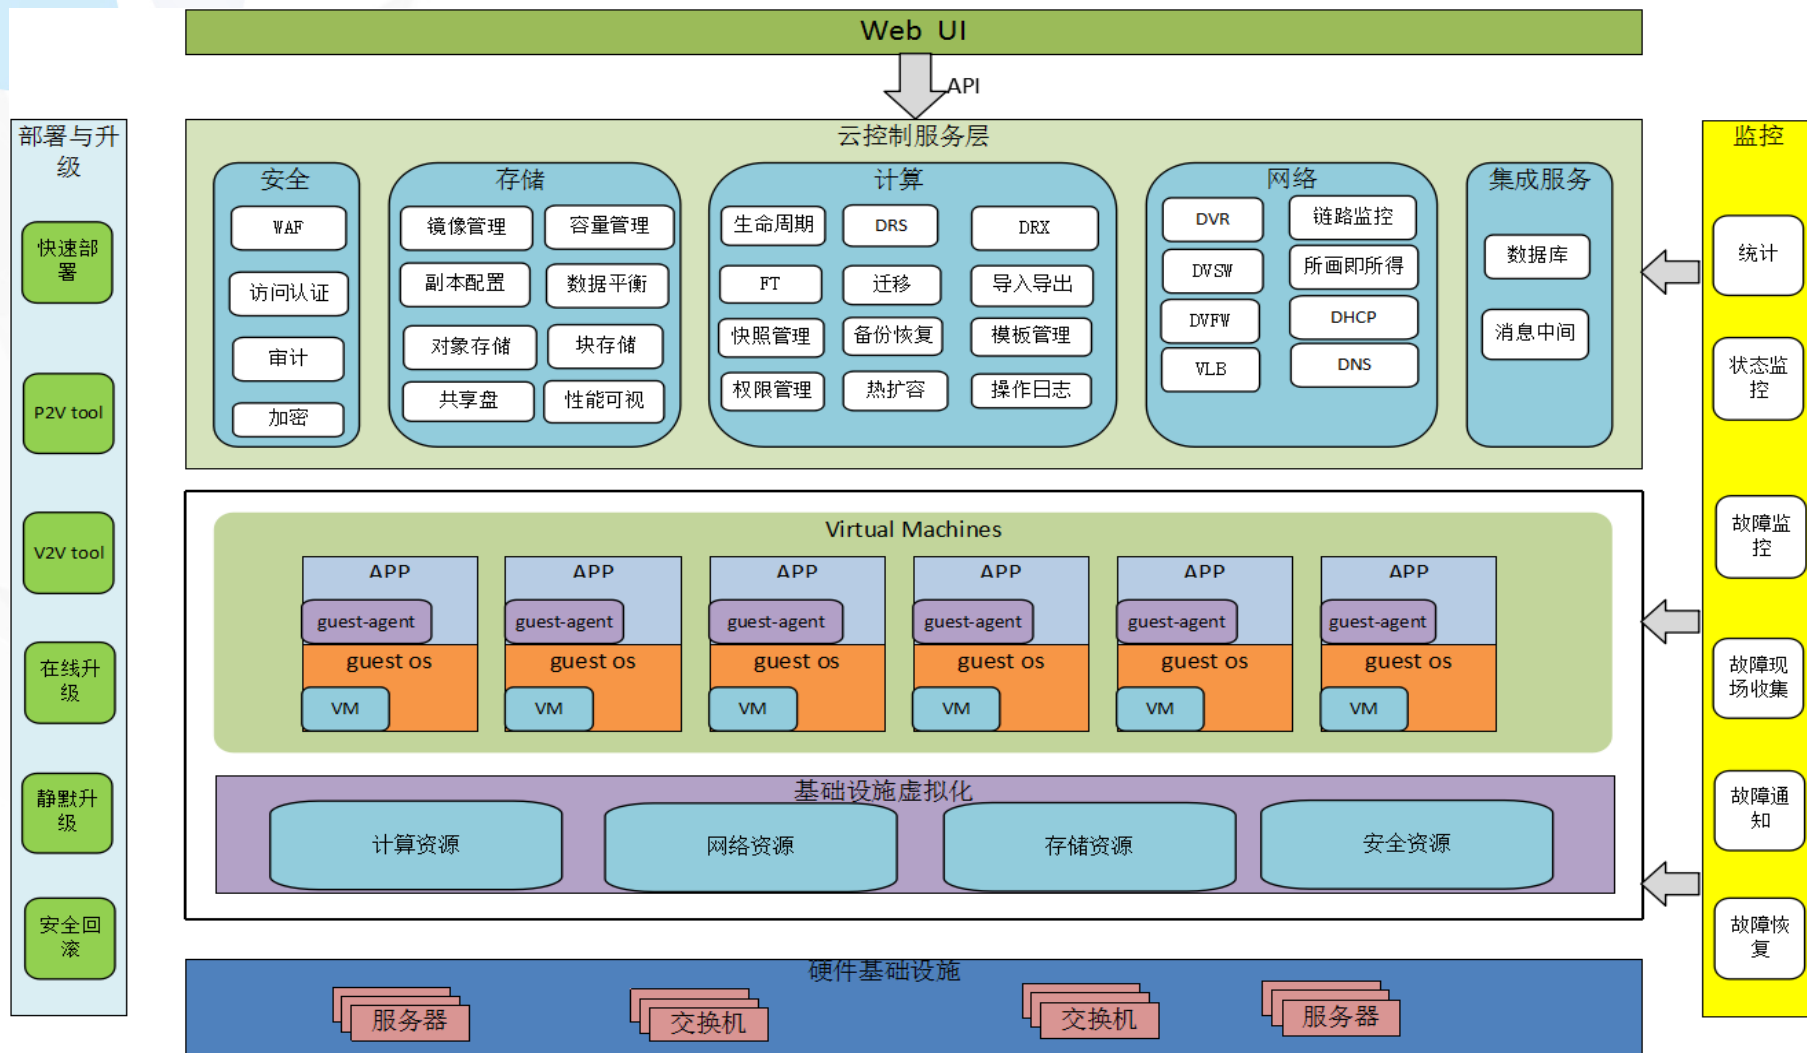 Web UI
API
部署与升
级
快速部
署
P2V tool
V2V tool
在线升
级
静默升
级
安全回
滚
云控制服务层
安全
WAF
访问认证
审计
加密
存储
镜像管理
容量管理
副本配置
数据平衡
对象存储
块存储
共享盘
性能可视
计算
生命周期
DRS
DRX
FT
迁移
导入导出
快照管理
备份恢复
模板管理
权限管理
热扩容
操作日志
网络
DVR
链路监控
DVSW
所画即所得
DVFW
DHCP
VLB
DNS
集成服务
数据库
消息中间
Virtual Machines
APP
APP
APP
APP
APP
APP
guest-agent
guest-agent
guest-agent
guest-agent
guest-agent
guest-agent
guest os
guest os
guest os
guest os
guest os
guest os
VM
VM
VM
VM
VM
VM
基础设施虚拟化
计算资源
网络资源
存储资源
安全资源
硬件基础设施
服务器
交换机
交换机
服务器
监控
统计
状态监
控
故障监
控
故障现
场收集
故障通
知
故障恢
复